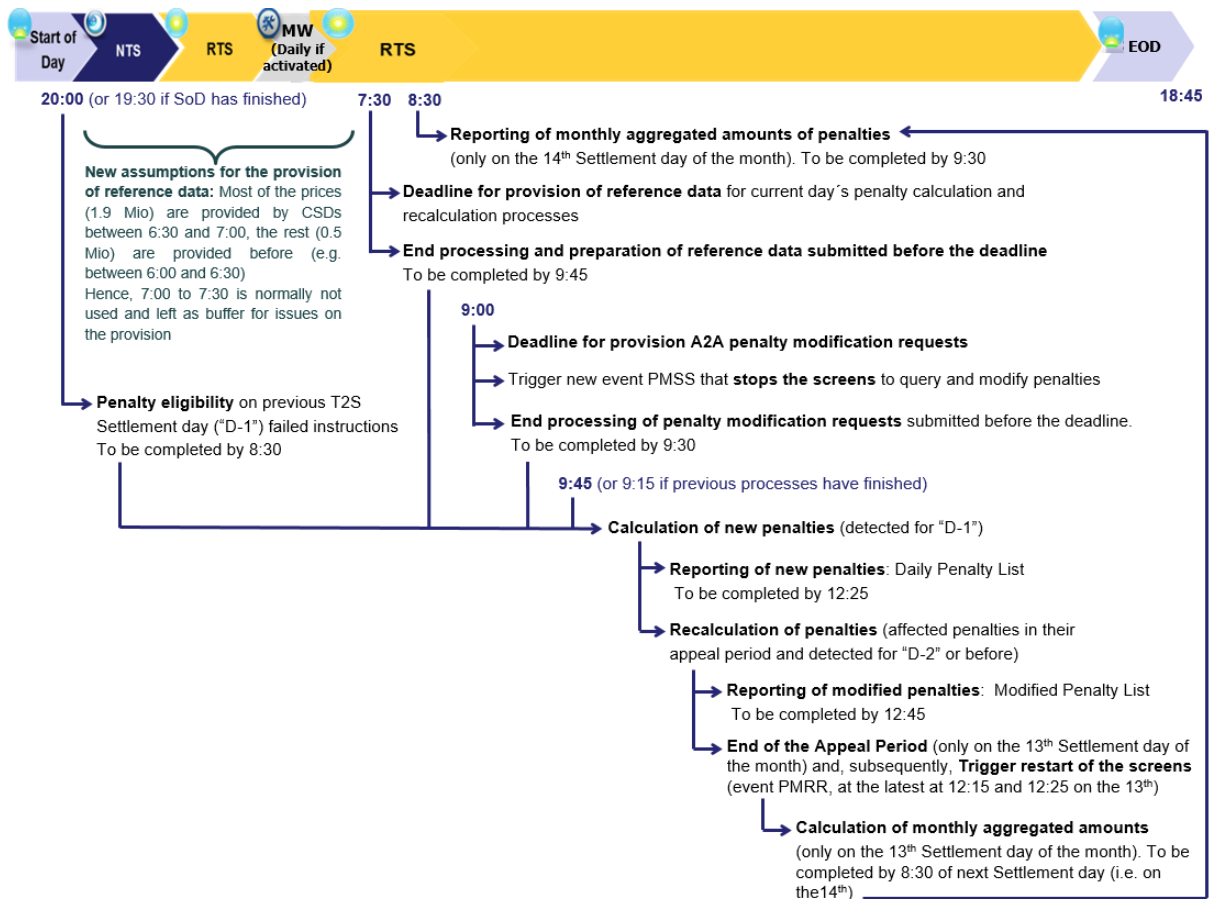 Start of
Day
NTS
RTS
MW
(Daily if
activated)
RTS
EOD
20:00 (or 19:30 if SoD has finished)
7:30
8:30
18:45
Reporting of monthly aggregated amounts of penalties
(only on the 14th Settlement day of the month). To be completed by 9:30
New assumptions for the provision
of reference data: Most of the prices
(1.9 Mio) are provided by CSDs
between 6:30 and 7:00, the rest (0.5
Mio) are provided before (e.g.
between 6:00 and 6:30)
Hence, 7:00 to 7:30 is normally not
used and left as buffer for issues on
the provision
Deadline for provision of reference data for current day´s penalty calculation and
recalculation processes
End processing and preparation of reference data submitted before the deadline
To be completed by 9:45
9:00
Deadline for provision A2A penalty modification requests
Trigger new event PMSS that stops the screens to query and modify penalties
End processing of penalty modification requests submitted before the deadline.
To be completed by 9:30
Penalty eligibility on previous T2S
Settlement day (“D-1”) failed instructions
To be completed by 8:30
9:45 (or 9:15 if previous processes have finished)
Calculation of new penalties (detected for “D-1”)
Reporting of new penalties: Daily Penalty List
To be completed by 12:25
Recalculation of penalties (affected penalties in their
appeal period and detected for “D-2” or before)
Reporting of modified penalties: Modified Penalty List
To be completed by 12:45
End of the Appeal Period (only on the 13th Settlement day of
the month) and, subsequently, Trigger restart of the screens
(event PMRR, at the latest at 12:15 and 12:25 on the 13th)
Calculation of monthly aggregated amounts
(only on the 13th Settlement day of the month). To be
completed by 8:30 of next Settlement day (i.e. on
the14th)